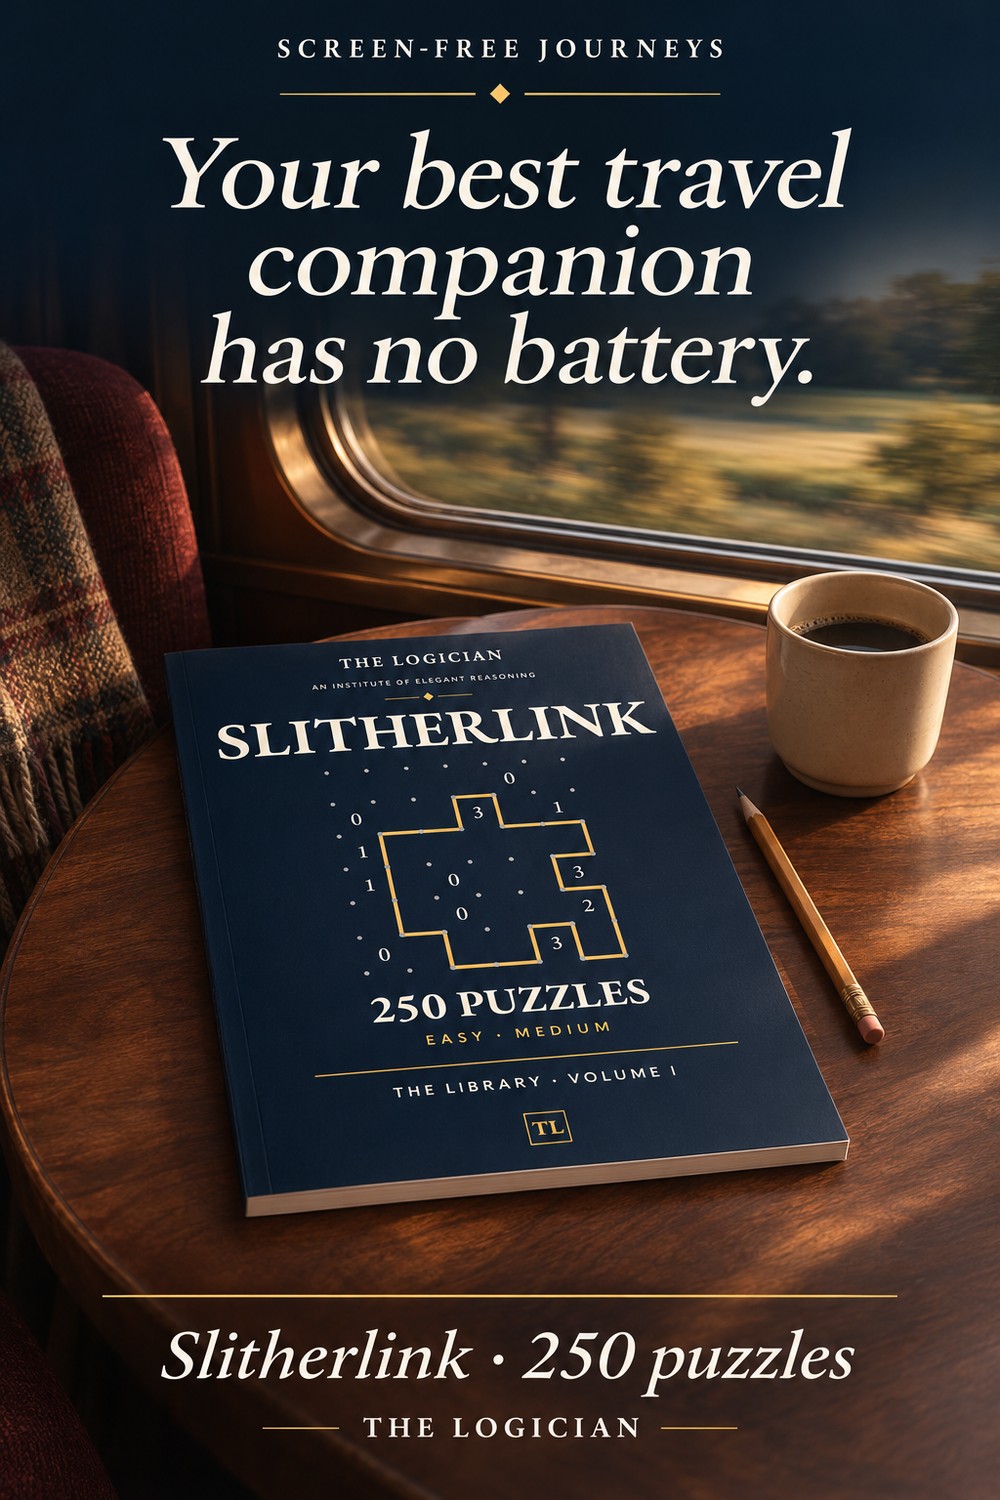 SCREEN-FREE JOURNEYS
Your best travel
companion
has no battery.
THE LOGICIAN
AN INSTITUTE OF ELEGANT REASONING
SLITHERLINK
0
3 1
0
1
1
0
3
0
2
3
0
250 PUZZLES
EASY · MEDIUM
THE LIBRARY · VOLUME I
TL
Slitherlink · 250 puzzles
THE LOGICIAN